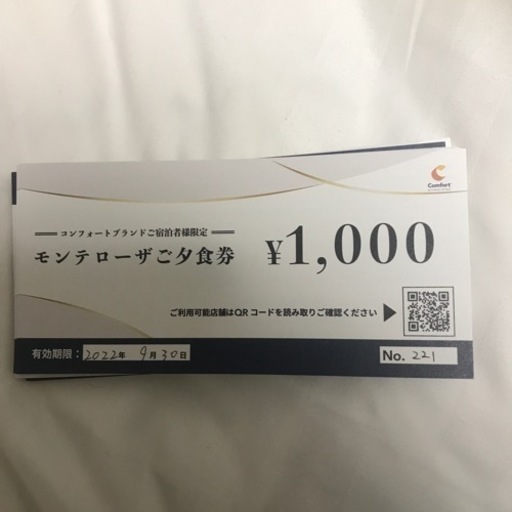 Comfort
コンフォートブランドご宿泊者様限定
モンテローザご夕食券 ¥1,000
ご利用可能店舗はQRコードを読み取りご確認ください
有効期限：2022年 9月30日 No. 221